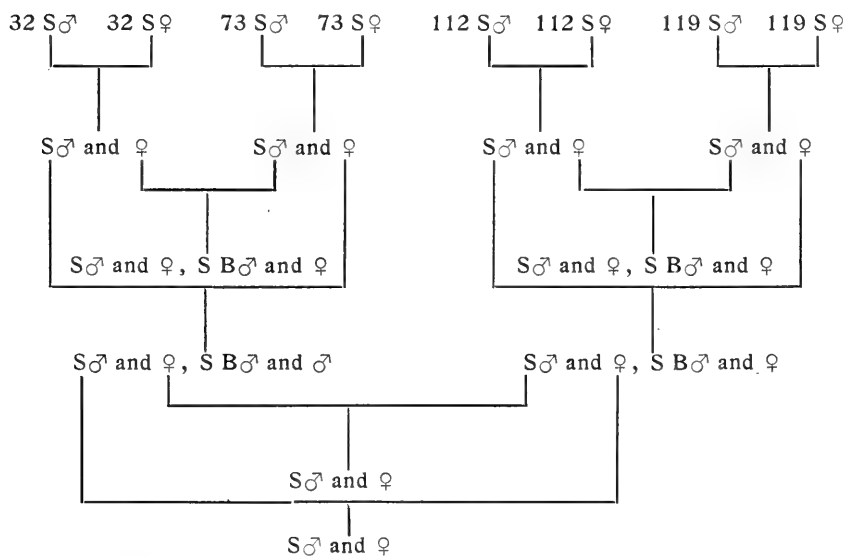 32 S♂ 32 S♀ 73 S♂ 73 S♀ 112 S♂ 112 S♀ 119 S♂ 119 S♀
S♂ and ♀ S♂ and ♀ S♂ and ♀ S♂ and ♀
S♂ and ♀, S B♂ and ♀ S♂ and ♀, S B♂ and ♀
S♂ and ♀, S B♂ and ♂ S♂ and ♀, S B♂ and ♀
S♂ and ♀
S♂ and ♀